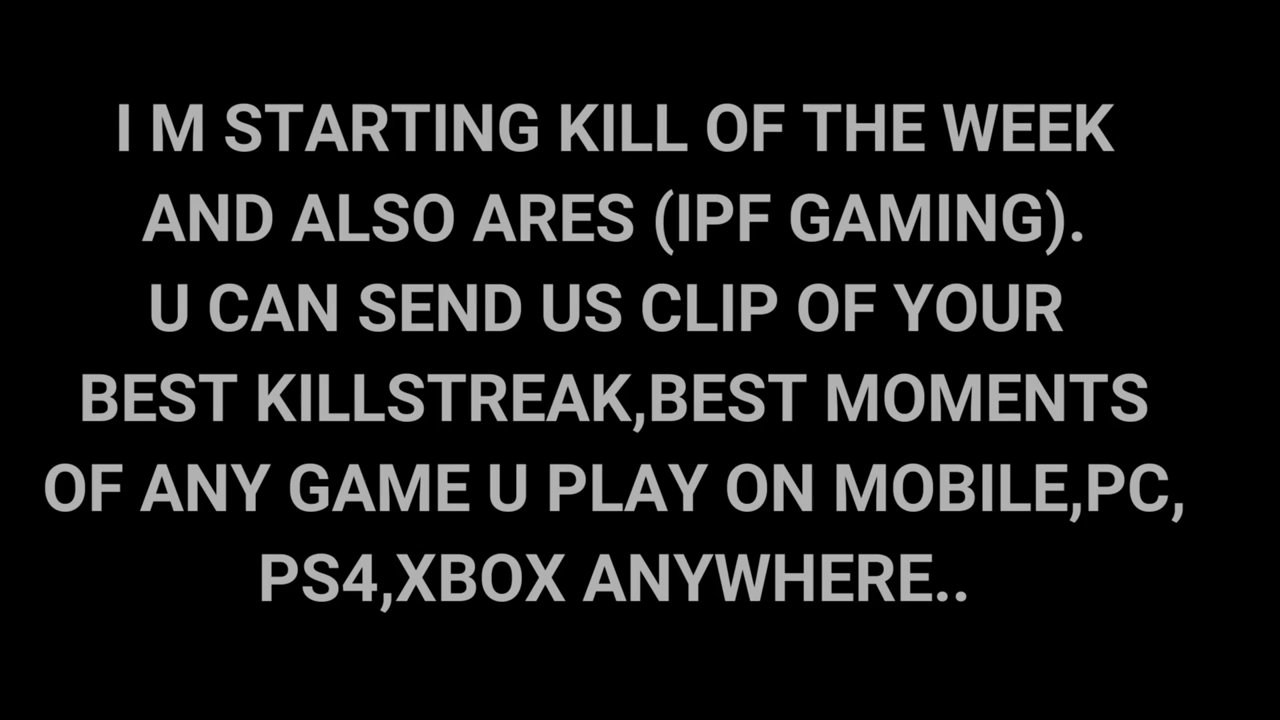 I M STARTING KILL OF THE WEEK
AND ALSO ARES (IPF GAMING).
U CAN SEND US CLIP OF YOUR
BEST KILLSTREAK,BEST MOMENTS
OF ANY GAME U PLAY ON MOBILE,PC,
PS4,XBOX ANYWHERE..